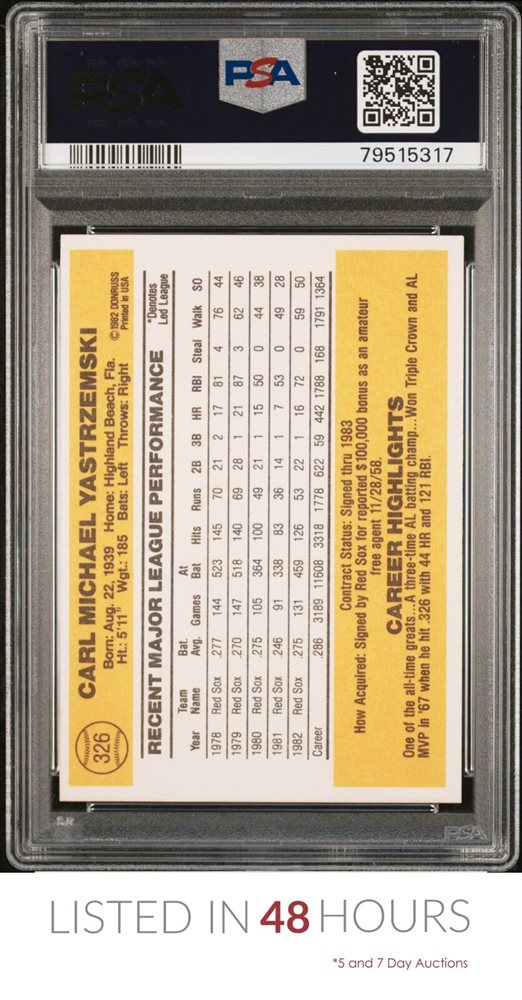 PSA
79515317
326
CARL MICHAEL YASTRZEMSKI
Born: Aug. 22, 1939 Home: Highland Beach, Fla.
Ht.: 5'11" Wgt.: 185 Bats: Left Throws: Right
©1982 DONRUSS
Printed in USA
RECENT MAJOR LEAGUE PERFORMANCE
*Denotes
Led League
Year Team Name Bat. Avg. Games At Bat Hits Runs 2B 3B HR RBI Steal Walk SO
1978 Red Sox .277 144 523 145 70 21 2 17 81 4 76 44
1979 Red Sox .270 147 518 140 69 28 1 21 87 3 62 46
1980 Red Sox .275 105 364 100 49 21 1 15 50 0 44 38
1981 Red Sox .246 91 338 83 36 14 1 7 53 0 49 28
1982 Red Sox .275 131 459 126 53 22 1 16 72 0 59 50
Career .286 3189 11608 3318 1778 622 59 442 1788 168 1791 1364
Contract Status: Signed thru 1983
How Acquired: Signed by Red Sox for reported $100,000 bonus as an amateur
free agent 11/28/58.
CAREER HIGHLIGHTS
One of the all-time greats...A three-time AL batting champ...Won Triple Crown and AL
MVP in '67 when he hit .326 with 44 HR and 121 RBI.
PSA
LISTED IN 48 HOURS
*5 and 7 Day Auctions